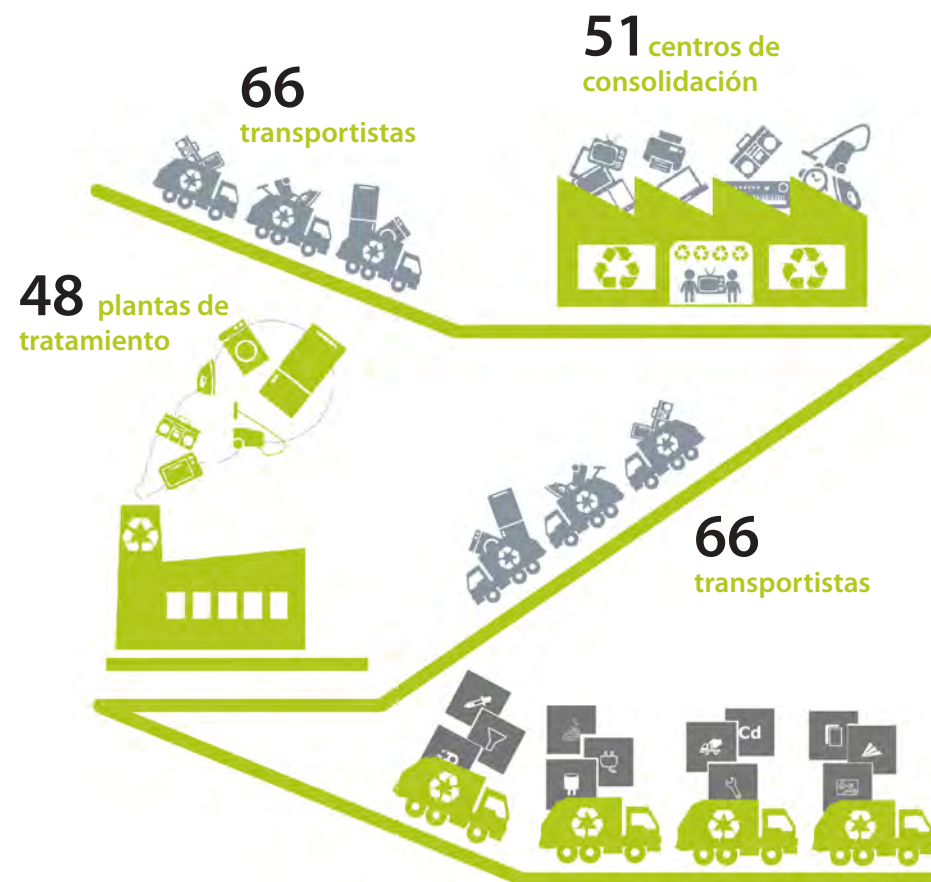 66
transportistas
51 centros de
consolidación
48 plantas de
tratamiento
66
transportistas
Cd